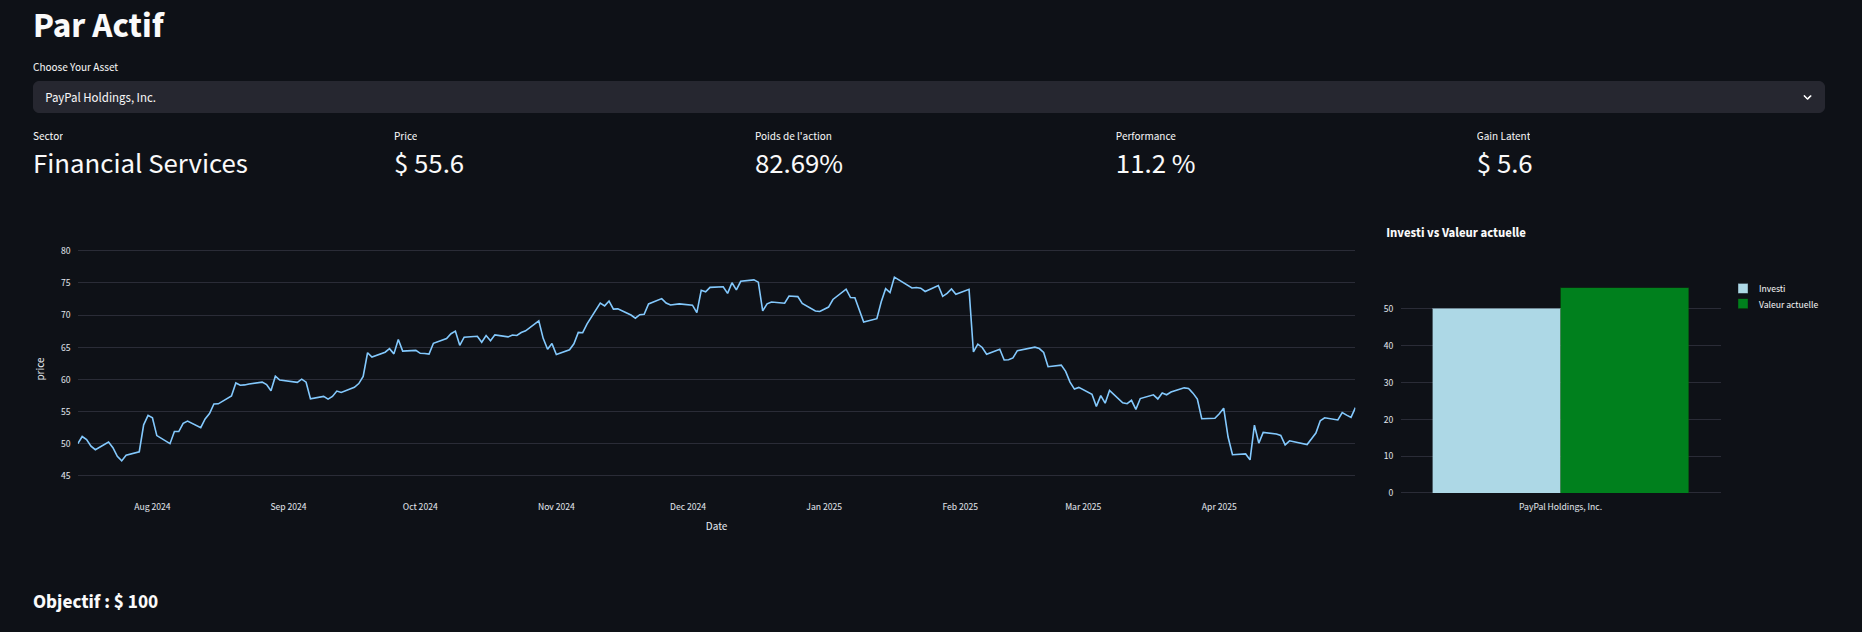 Par Actif
Choose Your Asset
PayPal Holdings, Inc.
Sector
Financial Services
Price
$ 55.6
Poids de l'action
82.69%
Performance
11.2 %
Gain Latent
$ 5.6
80
75
70
65
60
55
50
45
price
Aug 2024
Sep 2024
Oct 2024
Nov 2024
Dec 2024
Jan 2025
Feb 2025
Mar 2025
Apr 2025
Date
Investi vs Valeur actuelle
50
40
30
20
10
0
PayPal Holdings, Inc.
Investi
Valeur actuelle
Objectif : $ 100